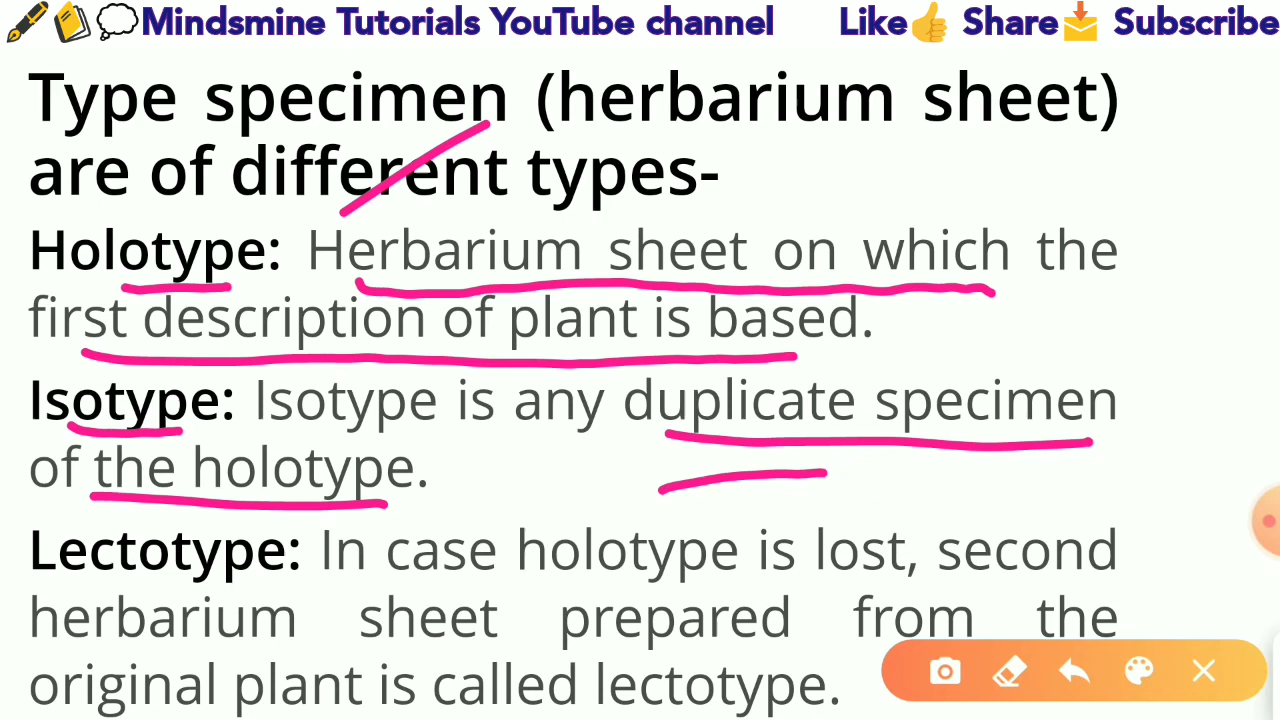 Mindsmine Tutorials YouTube channel Like Share Subscribe
Type specimen (herbarium sheet)
are of different types-
Holotype: Herbarium sheet on which the
first description of plant is based.
Isotype: Isotype is any duplicate specimen
of the holotype.
Lectotype: In case holotype is lost, second
herbarium sheet prepared from the
original plant is called lectotype.